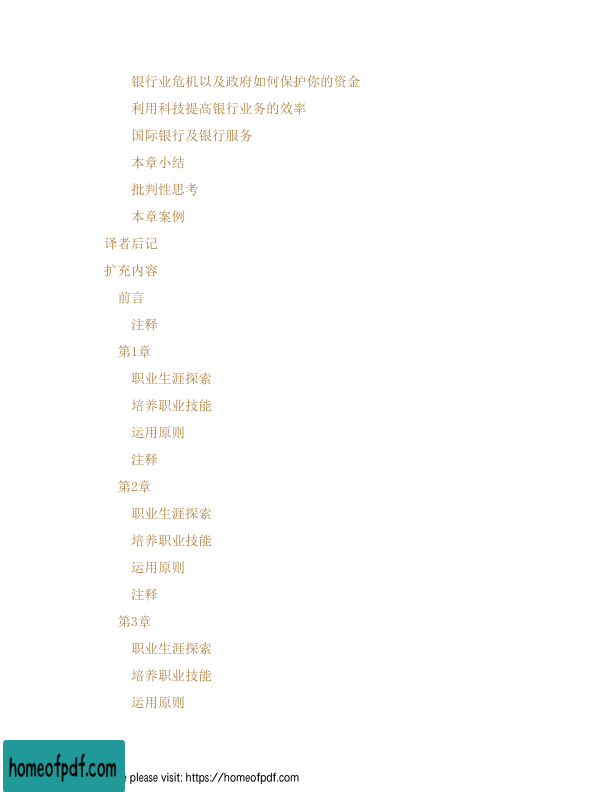 银行业危机以及政府如何保护你的资金
利用科技提高银行业务的效率
国际银行及银行服务
本章小结
批判性思考
本章案例
译者后记
扩充内容
前言
注释
第1章
职业生涯探索
培养职业技能
运用原则
注释
第2章
职业生涯探索
培养职业技能
运用原则
注释
第3章
职业生涯探索
培养职业技能
运用原则
homeofpdf.com
please visit: https://homeofpdf.com